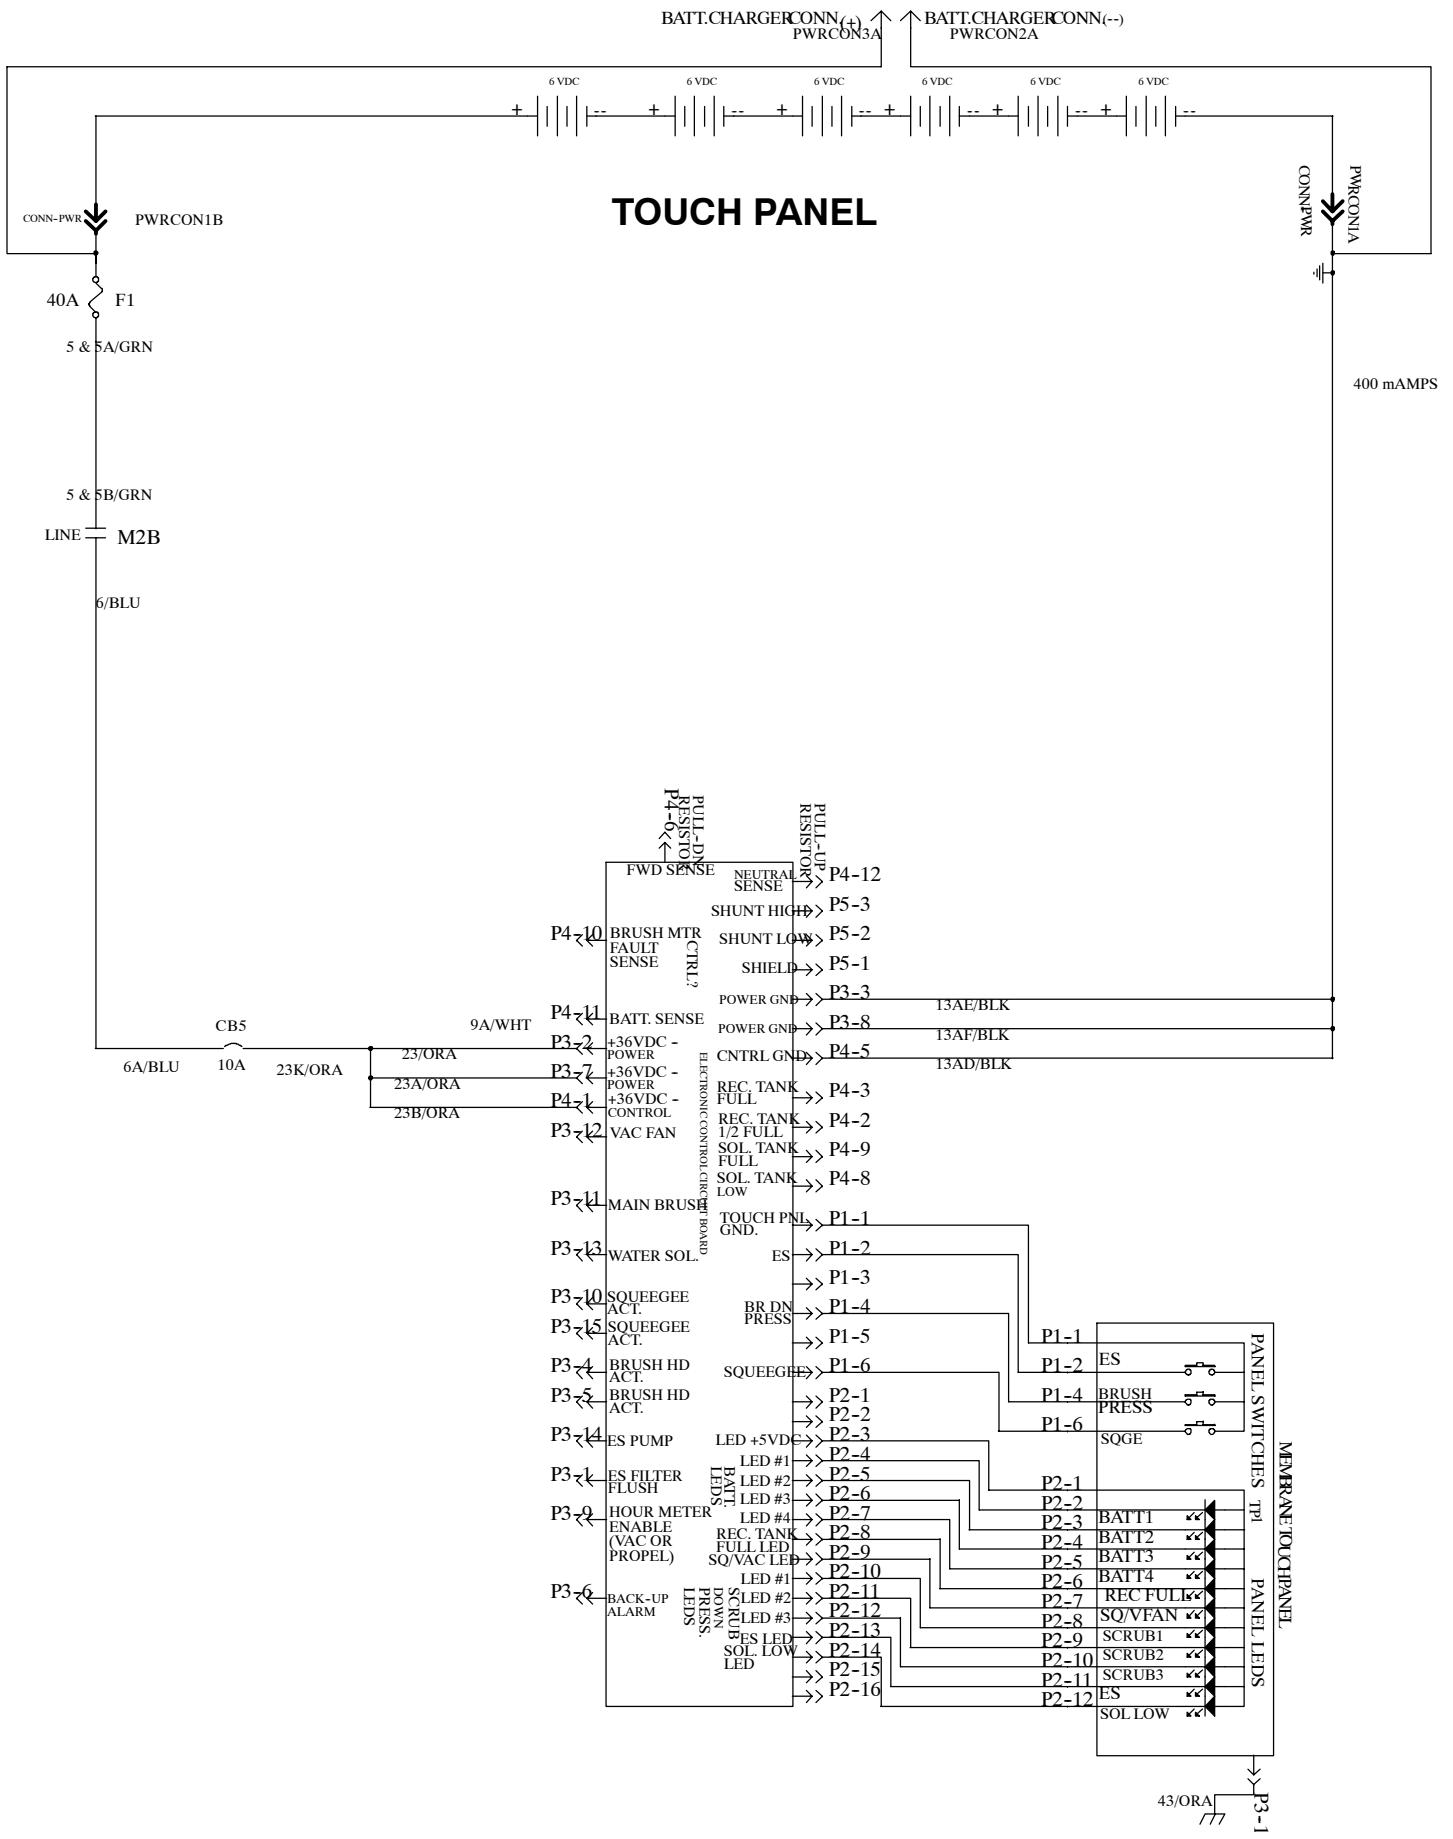 BATT.CHARGER CONN.(+)
PWRCON3A
BATT.CHARGER CONN.(--)
PWRCON2A
6 VDC 6 VDC 6 VDC 6 VDC 6 VDC 6 VDC
+ -- + -- + -- + -- + -- + --
TOUCH PANEL
CONN-PWR
PWRCON1B
PWRCON1A
CONN-PWR
40A F1
5 & 5A/GRN
400 mAMPS
5 & 5B/GRN
LINE M2B
6/BLU
P4-6
PULL-DN
RESISTOR
PULL-UP
RESISTOR
FWD SENSE
NEUTRAL
SENSE
P4-12
SHUNT HIGH P5-3
SHUNT LOW P5-2
SHIELD P5-1
POWER GND P3-3
13AE/BLK
POWER GND P3-8
13AF/BLK
CNTRL GND P4-5
13AD/BLK
REC. TANK
FULL
P4-3
REC. TANK
1/2 FULL
P4-2
SOL. TANK
FULL
P4-9
SOL. TANK
LOW
P4-8
TOUCH PNL
GND.
P1-1
ES P1-2
P1-3
BR DN
PRESS
P1-4
P1-5
SQUEEGEE P1-6
P2-1
P2-2
LED +5VDC P2-3
LED #1 P2-4
LED #2 P2-5
LED #3 P2-6
LED #4 P2-7
BATT.
LEDS
REC. TANK
FULL LED
P2-8
SQ/VAC LED P2-9
LED #1 P2-10
LED #2 P2-11
LED #3 P2-12
SCRUB
DOWN
PRESS.
LEDS
ES LED P2-13
SOL. LOW
LED
P2-14
P2-15
P2-16
CTRL?
ELECTRONIC CONTROL CIRCUIT BOARD
P4-10 BRUSH MTR
FAULT
SENSE
P4-11 BATT. SENSE
9A/WHT
CB5
10A
6A/BLU
23K/ORA
23/ORA
P3-2 +36VDC -
POWER
23A/ORA
P3-7 +36VDC -
POWER
23B/ORA
P4-1 +36VDC -
CONTROL
P3-12 VAC FAN
P3-11 MAIN BRUSH
P3-13 WATER SOL.
P3-10 SQUEEGEE
ACT.
P3-15 SQUEEGEE
ACT.
P3-4 BRUSH HD
ACT.
P3-5 BRUSH HD
ACT.
P3-14 ES PUMP
P3-1 ES FILTER
FLUSH
P3-9 HOUR METER
ENABLE
(VAC OR
PROPEL)
P3-6 BACK-UP
ALARM
P1-1
P1-2 ES
P1-4 BRUSH
PRESS
P1-6 SQGE
P2-1
P2-2 BATT1
P2-3 BATT2
P2-4 BATT3
P2-5 BATT4
P2-6 REC FULL
P2-7 SQ/VFAN
P2-8 SCRUB1
P2-9 SCRUB2
P2-10 SCRUB3
P2-11 ES
P2-12 SOL LOW
PANEL SWITCHES
TP1
PANEL LEDS
MEMBRANE TOUCH PANEL
43/ORA
P3-1